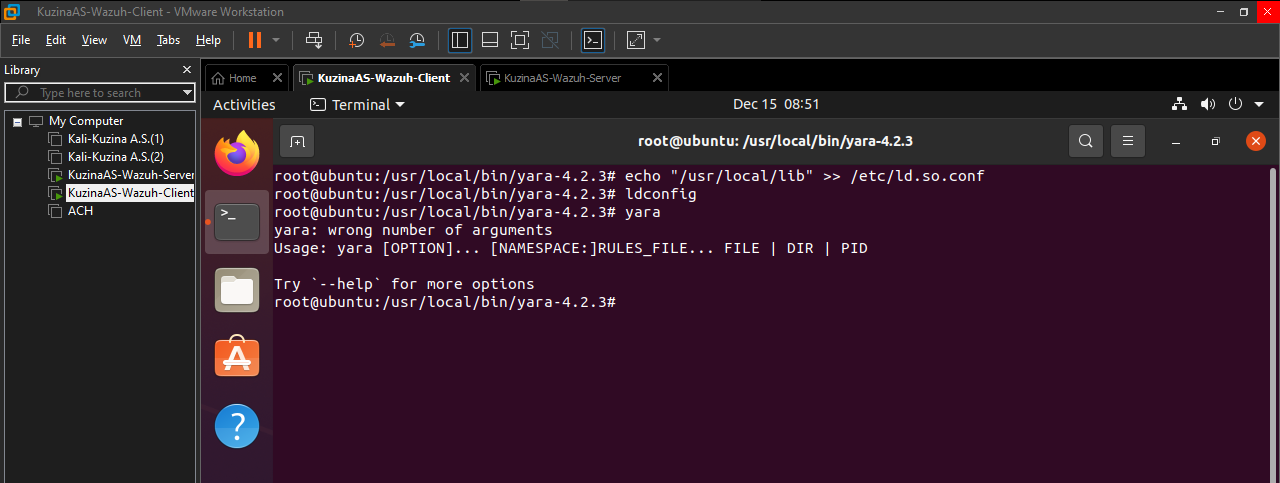 KuzinaAS-Wazuh-Client - VMware Workstation
File Edit View VM Tabs Help
Library
Type here to search
My Computer
Kali-Kuzina A.S.(1)
Kali-Kuzina A.S.(2)
KuzinaAS-Wazuh-Server
KuzinaAS-Wazuh-Client
ACH
Home KuzinaAS-Wazuh-Client KuzinaAS-Wazuh-Server
Activities Terminal Dec 15 08:51
root@ubuntu: /usr/local/bin/yara-4.2.3
root@ubuntu:/usr/local/bin/yara-4.2.3# echo "/usr/local/lib" >> /etc/ld.so.conf
root@ubuntu:/usr/local/bin/yara-4.2.3# ldconfig
root@ubuntu:/usr/local/bin/yara-4.2.3# yara
yara: wrong number of arguments
Usage: yara [OPTION]... [NAMESPACE:]RULES_FILE... FILE | DIR | PID
Try `--help` for more options
root@ubuntu:/usr/local/bin/yara-4.2.3#